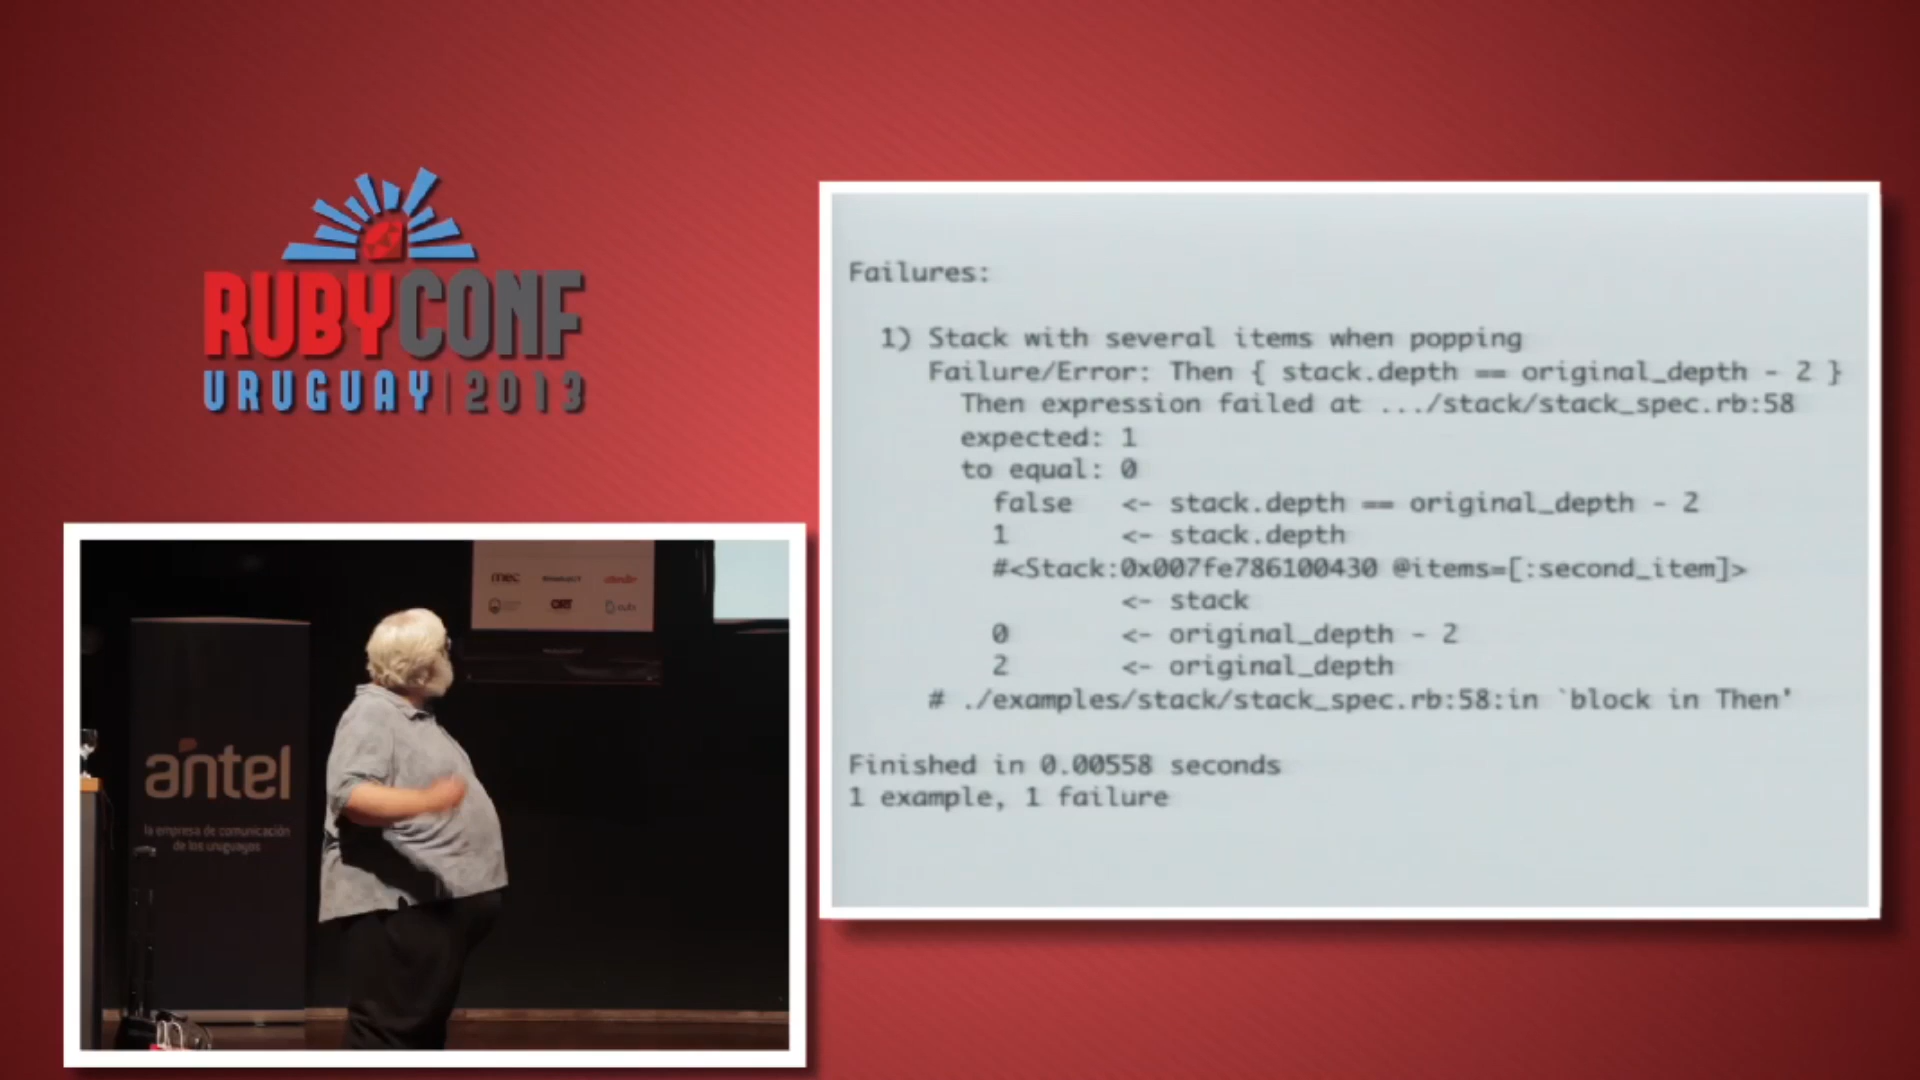 RUBYCONF
URUGUAY | 2013
Failures:
1) Stack with several items when popping
Failure/Error: Then { stack.depth == original_depth - 2 }
Then expression failed at .../stack/stack_spec.rb:58
expected: 1
to equal: 0
false <- stack.depth == original_depth - 2
1 <- stack.depth
#<Stack:0x007fe786100430 @items=[:second_item]>
<- stack
0 <- original_depth - 2
2 <- original_depth
# ./examples/stack/stack_spec.rb:58:in `block in Then'
Finished in 0.00558 seconds
1 example, 1 failure
mec
ORT
cubi
antel
la empresa de comunicación
de los uruguayos